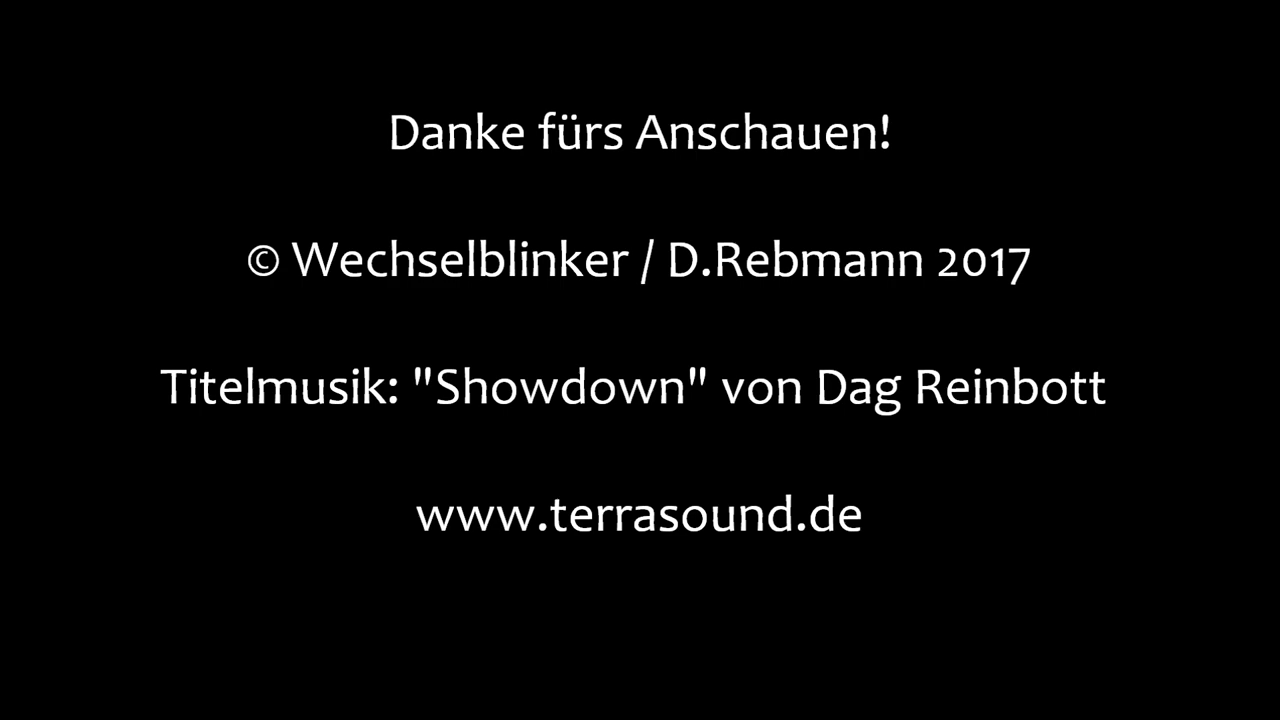 Danke fürs Anschauen!
© Wechselblinker / D.Rebmann 2017
Titelmusik: "Showdown" von Dag Reinbott
www.terrasound.de